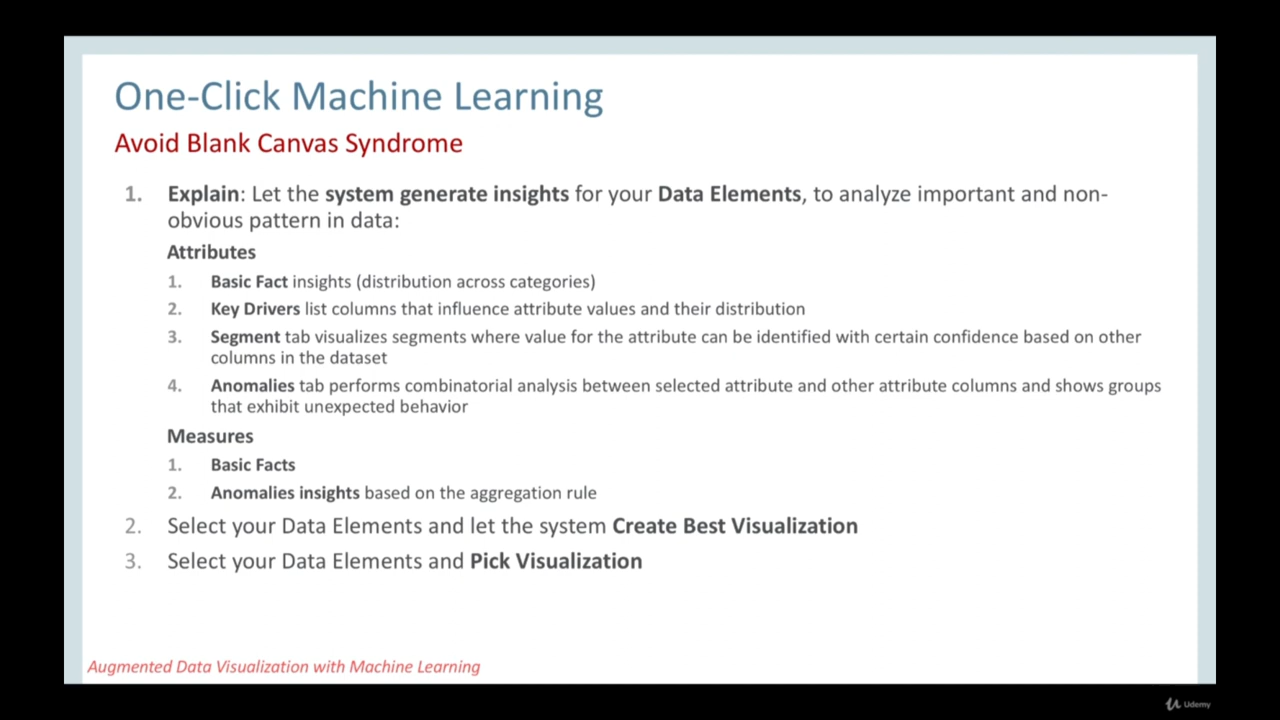 One-Click Machine Learning
Avoid Blank Canvas Syndrome
1. Explain: Let the system generate insights for your Data Elements, to analyze important and non-
obvious pattern in data:
Attributes
1. Basic Fact insights (distribution across categories)
2. Key Drivers list columns that influence attribute values and their distribution
3. Segment tab visualizes segments where value for the attribute can be identified with certain confidence based on other
columns in the dataset
4. Anomalies tab performs combinatorial analysis between selected attribute and other attribute columns and shows groups
that exhibit unexpected behavior
Measures
1. Basic Facts
2. Anomalies insights based on the aggregation rule
2. Select your Data Elements and let the system Create Best Visualization
3. Select your Data Elements and Pick Visualization
Augmented Data Visualization with Machine Learning
Udemy